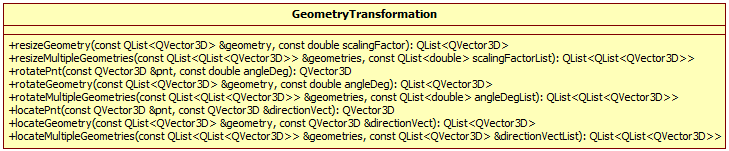 GeometryTransformation
+resizeGeometry(const QList<QVector3D> &geometry, const double scalingFactor): QList<QVector3D>
+resizeMultipleGeometries(const QList<QList<QVector3D>> &geometries, const QList<double> scalingFactorList): QList<QList<QVector3D>>
+rotatePnt(const QVector3D &pnt, const double angleDeg): QVector3D
+rotateGeometry(const QList<QVector3D> &geometry, const double angleDeg): QList<QVector3D>
+rotateMultipleGeometries(const QList<QList<QVector3D>> &geometries, const QList<double> angleDegList): QList<QList<QVector3D>>
+locatePnt(const QVector3D &pnt, const QVector3D &directionVect): QVector3D
+locateGeometry(const QList<QVector3D> &geometry, const QVector3D &directionVect): QList<QVector3D>
+locateMultipleGeometries(const QList<QList<QVector3D>> &geometries, const QList<QVector3D> &directionVectList): QList<QList<QVector3D>>